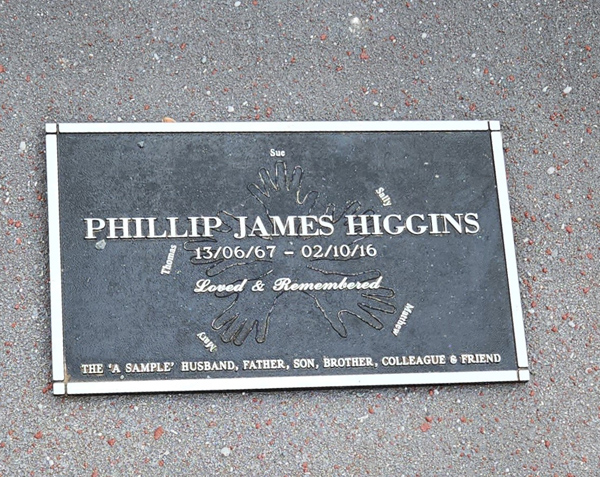 Sue
Sally
PHILLIP JAMES HIGGINS
Thomas
13/06/67 – 02/10/16
Loved & Remembered
Matthew
Mary
THE 'A SAMPLE' HUSBAND, FATHER, SON, BROTHER, COLLEAGUE & FRIEND